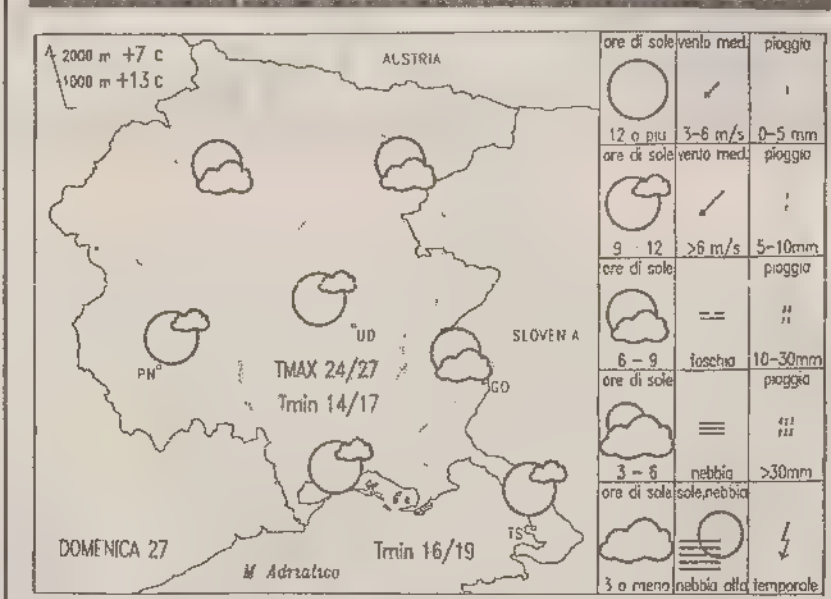 2000 m +7 c
1000 m +13 c
AUSTRIA
SLOVENIA
UD
PN
GO
TMAX 24/27
Tmin 14/17
TS
DOMENICA 27
M Adriatico
Tmin 16/19
ore di sole vento med. pioggia
12 o più 3-6 m/s 0-5 mm
ore di sole vento med. pioggia
9 - 12 >6 m/s 5-10mm
ore di sole pioggia
6 - 9 foschia 10-30mm
ore di sole pioggia
3 - 6 nebbia >30mm
ore di sole sole,nebbia
3 o meno nebbia alta temporale